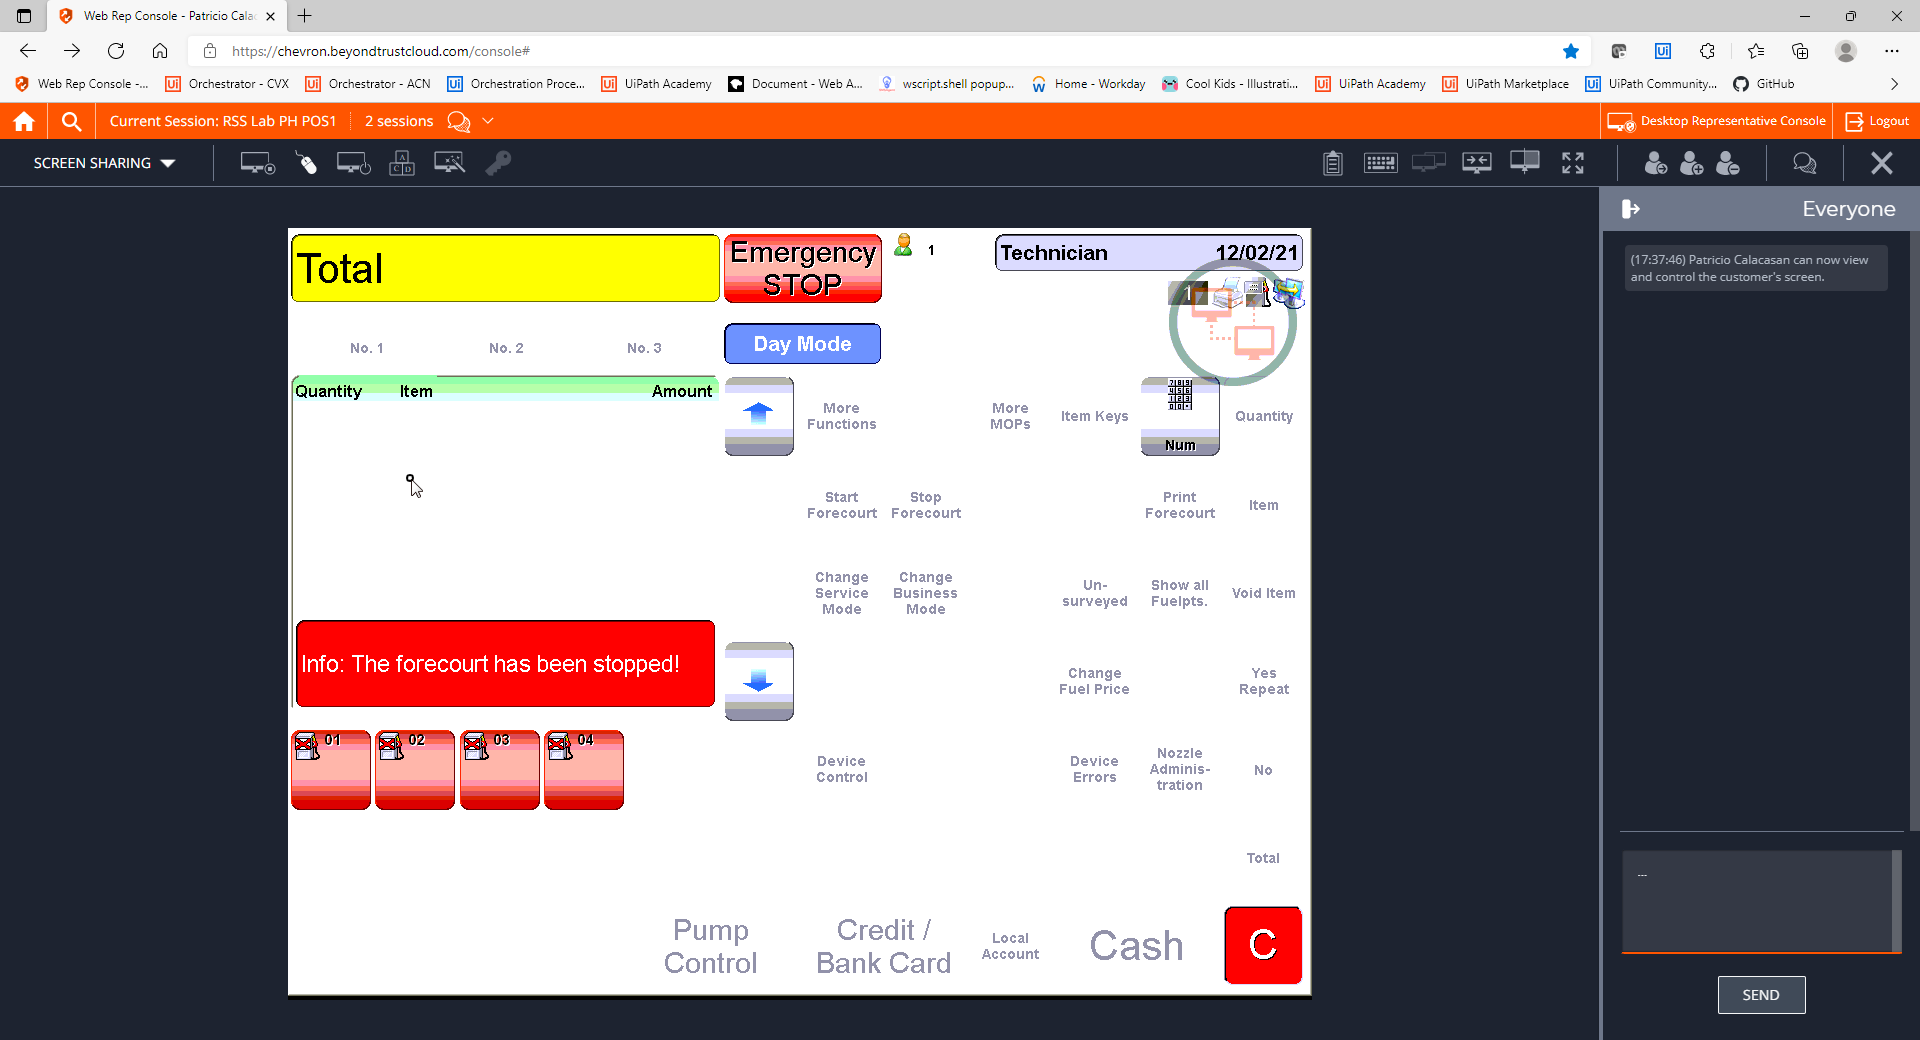 Web Rep Console - Patricio Cala
https://chevron.beyondtrustcloud.com/console#
Web Rep Console -...
Orchestrator - CVX
Orchestrator - ACN
Orchestration Proce...
UiPath Academy
Document - Web A...
wscript.shell popup...
Home - Workday
Cool Kids - Illustrati...
UiPath Academy
UiPath Marketplace
UiPath Community...
GitHub
Current Session: RSS Lab PH POS1
2 sessions
Desktop Representative Console
Logout
SCREEN SHARING
Everyone
(17:37:46) Patricio Calacasan can now view
and control the customer's screen.
Total
Emergency
STOP
1
Technician
12/02/21
1
No. 1
No. 2
No. 3
Day Mode
Quantity
Item
Amount
More
Functions
More
MOPs
Item Keys
Num
Quantity
Start
Forecourt
Stop
Forecourt
Print
Forecourt
Item
Change
Service
Mode
Change
Business
Mode
Un-
surveyed
Show all
Fuelpts.
Void Item
Info: The forecourt has been stopped!
Change
Fuel Price
Yes
Repeat
01
02
03
04
Device
Control
Device
Errors
Nozzle
Adminis-
tration
No
Total
Pump
Control
Credit /
Bank Card
Local
Account
Cash
C
...
SEND